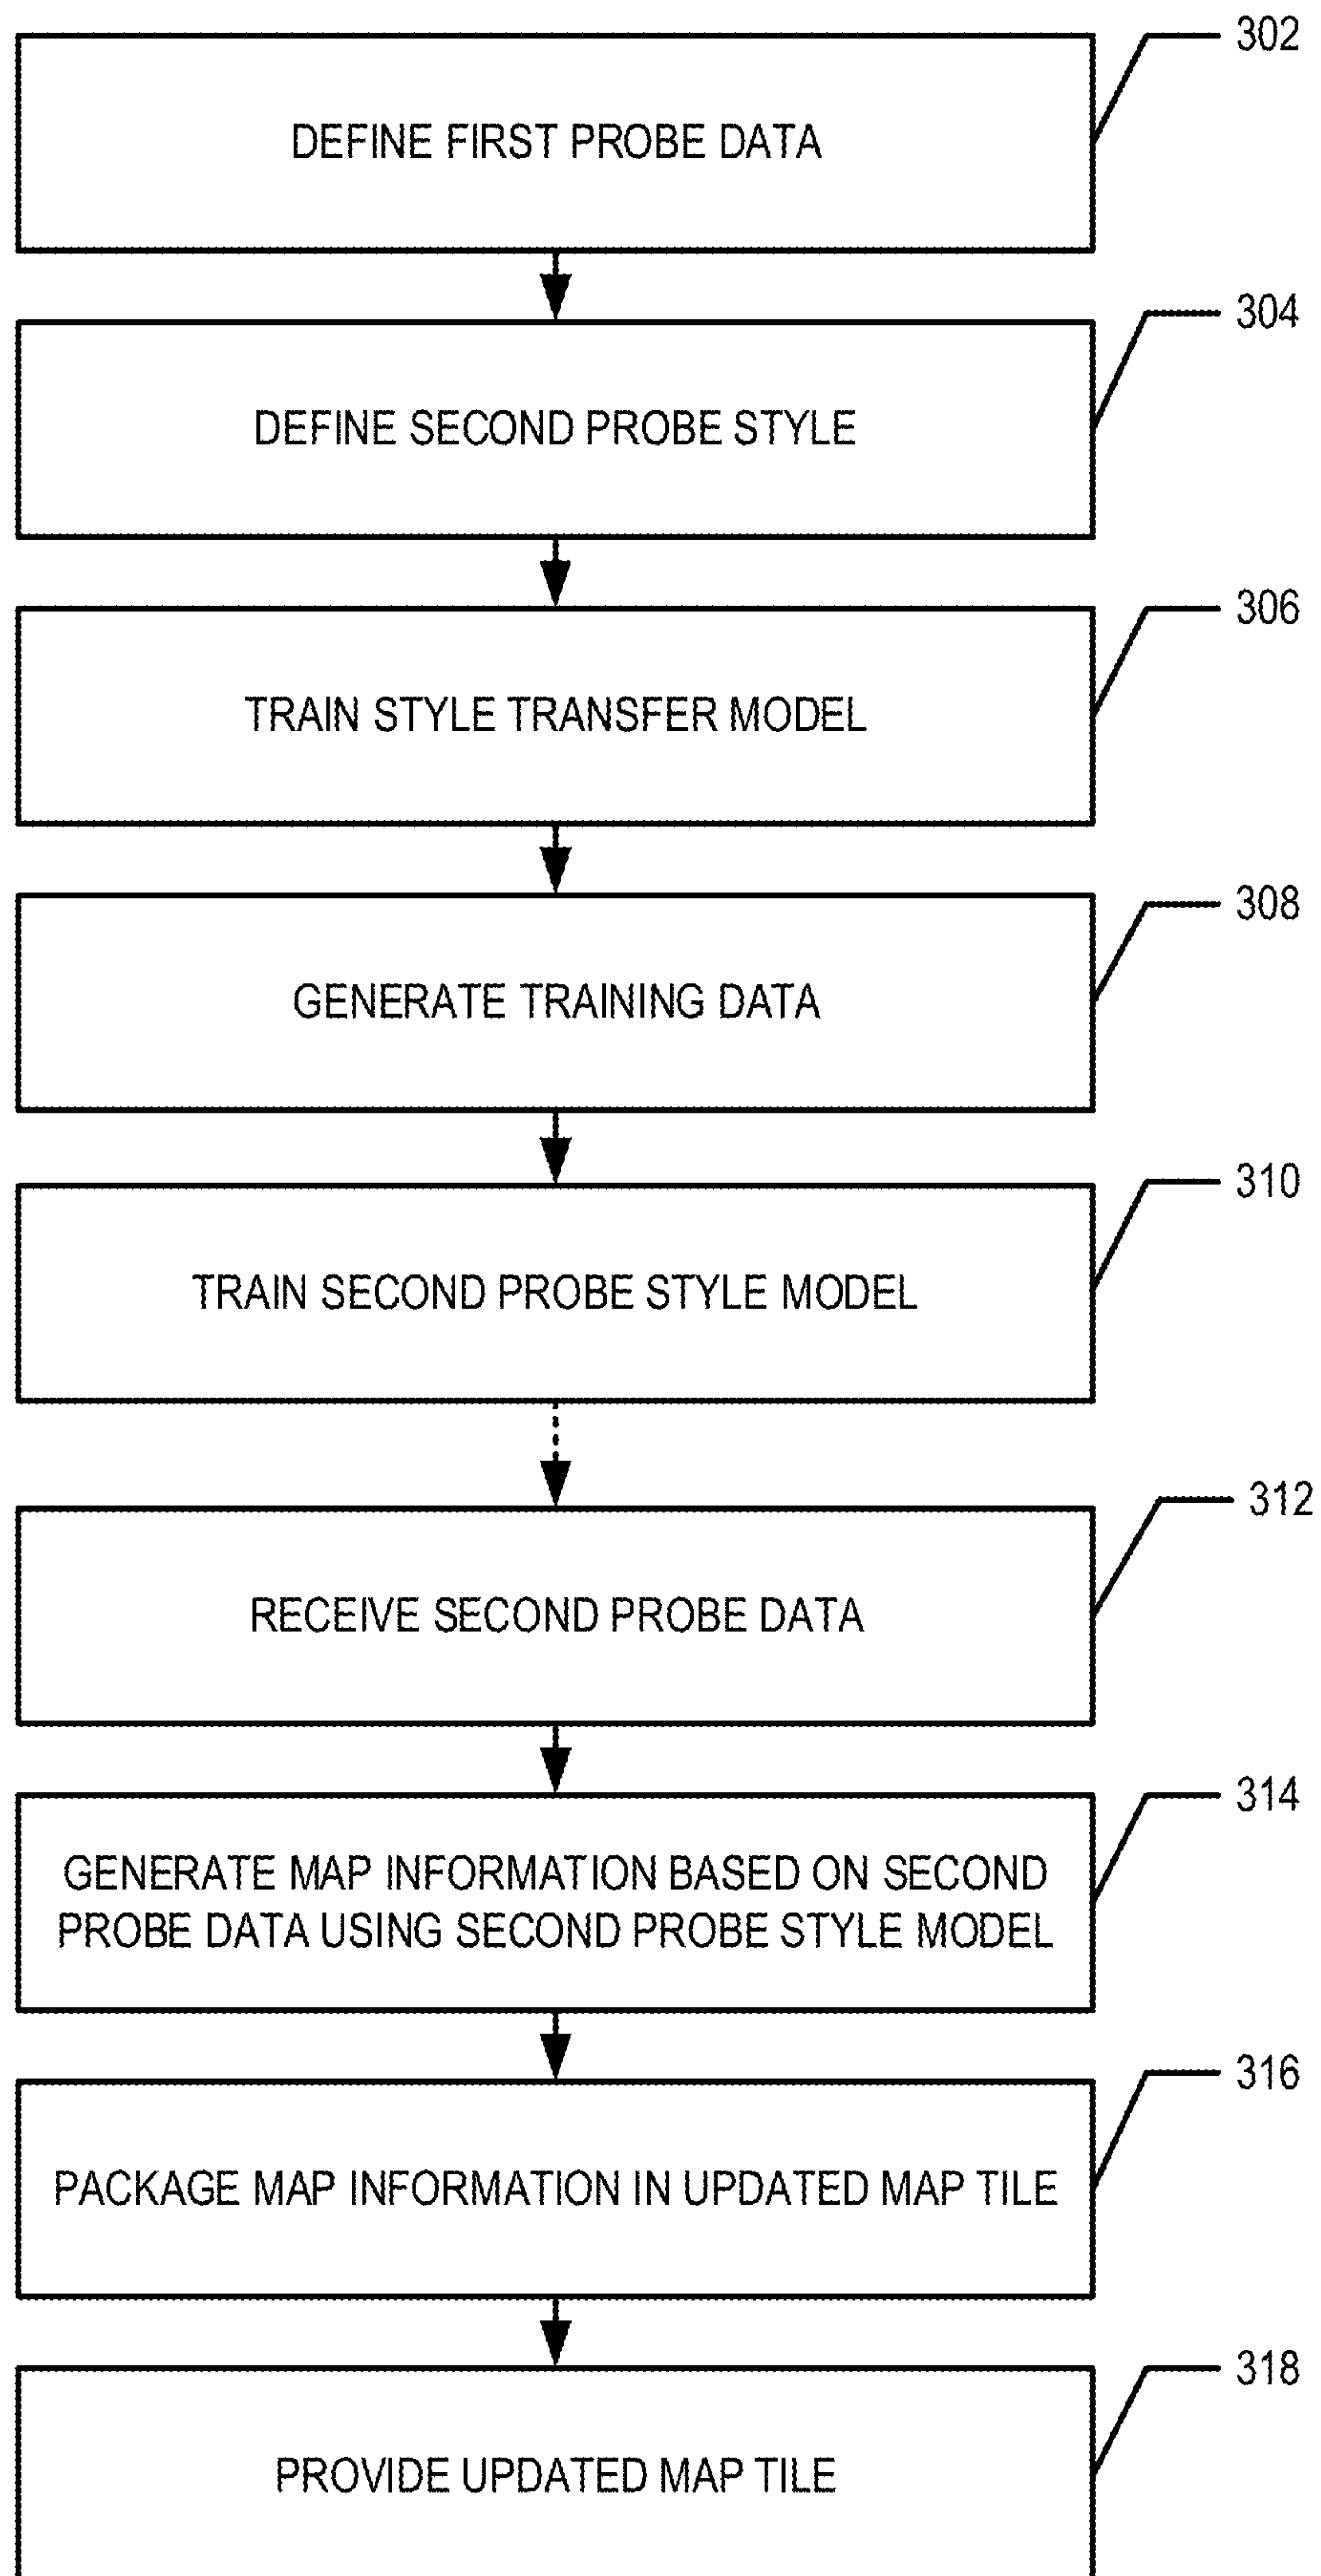 302
DEFINE FIRST PROBE DATA
304
DEFINE SECOND PROBE STYLE
306
TRAIN STYLE TRANSFER MODEL
308
GENERATE TRAINING DATA
310
TRAIN SECOND PROBE STYLE MODEL
312
RECEIVE SECOND PROBE DATA
314
GENERATE MAP INFORMATION BASED ON SECOND
PROBE DATA USING SECOND PROBE STYLE MODEL
316
PACKAGE MAP INFORMATION IN UPDATED MAP TILE
318
PROVIDE UPDATED MAP TILE